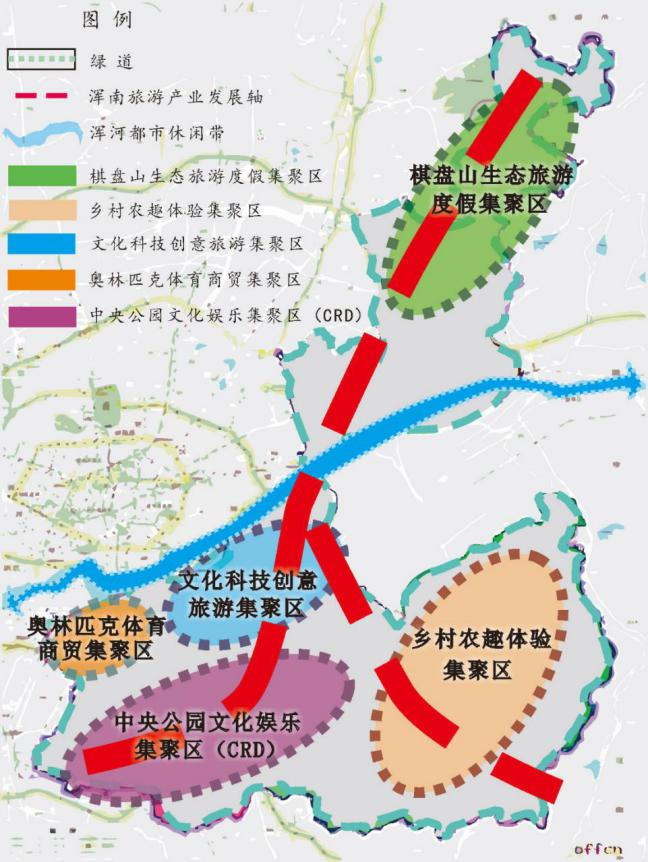 图 例
绿道
浑南旅游产业发展轴
浑河都市休闲带
棋盘山生态旅游度假集聚区
乡村农趣体验集聚区
文化科技创意旅游集聚区
奥林匹克体育商贸集聚区
中央公园文化娱乐集聚区（CRD）
棋盘山生态旅游
度假集聚区
文化科技创意
旅游集聚区
奥林匹克体育
商贸集聚区
乡村农趣体验
集聚区
中央公园文化娱乐
集聚区（CRD）
offcn